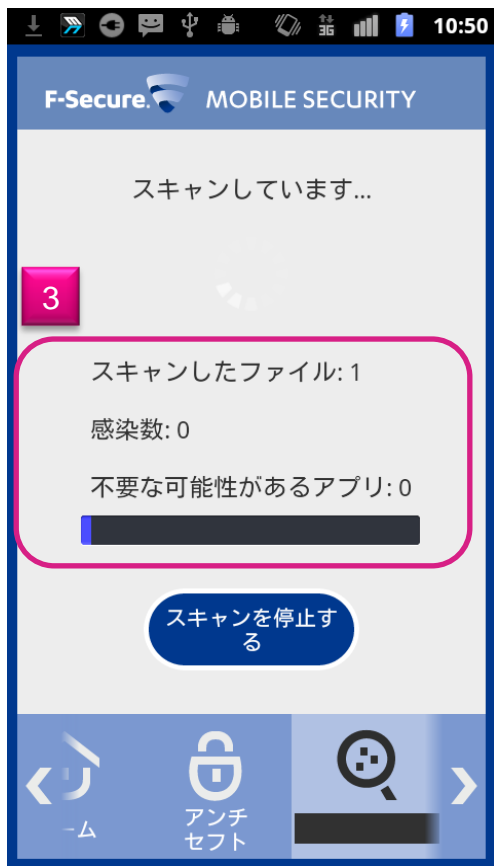 3G
10:50
F-Secure. MOBILE SECURITY
スキャンしています...
3
スキャンしたファイル: 1
感染数: 0
不要な可能性があるアプリ: 0
スキャンを停止す
る
ーム
アンチ
セフト